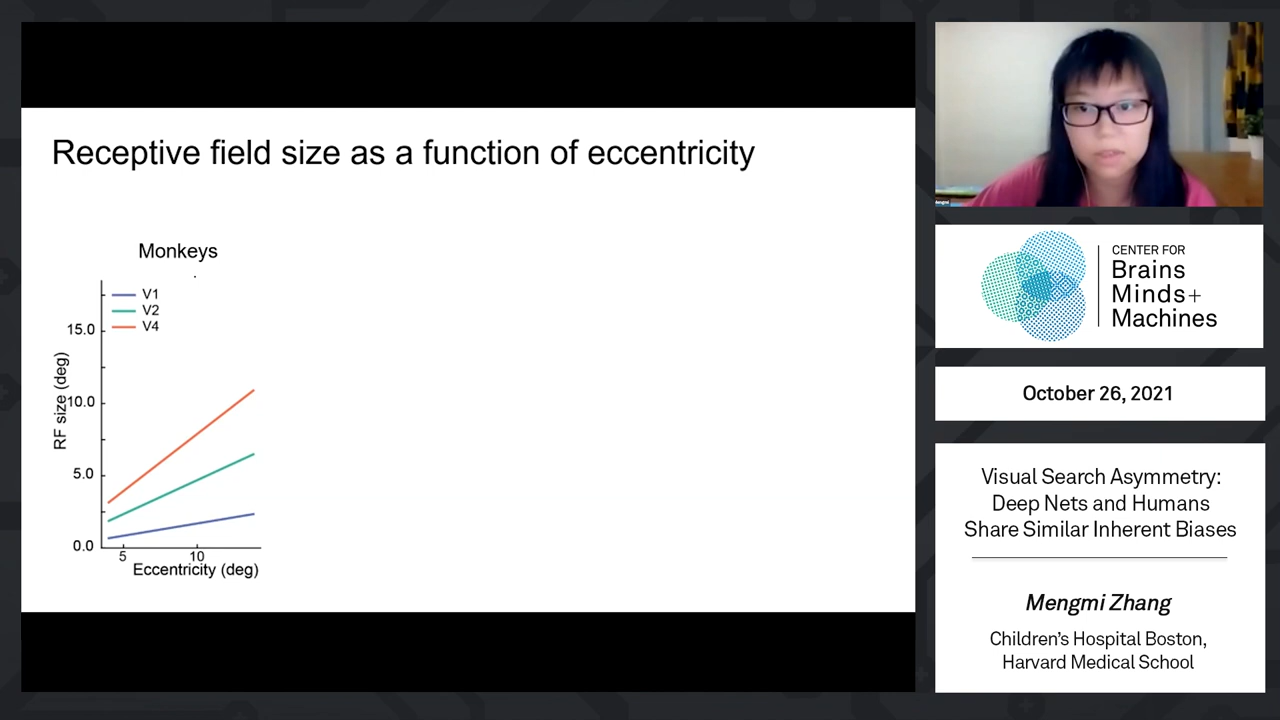 Receptive field size as a function of eccentricity
Monkeys
V1
V2
V4
15.0
10.0
5.0
0.0
RF size (deg)
5
10
Eccentricity (deg)
CENTER FOR
Brains
Minds+
Machines
October 26, 2021
Visual Search Asymmetry:
Deep Nets and Humans
Share Similar Inherent Biases
Mengmi Zhang
Children's Hospital Boston,
Harvard Medical School